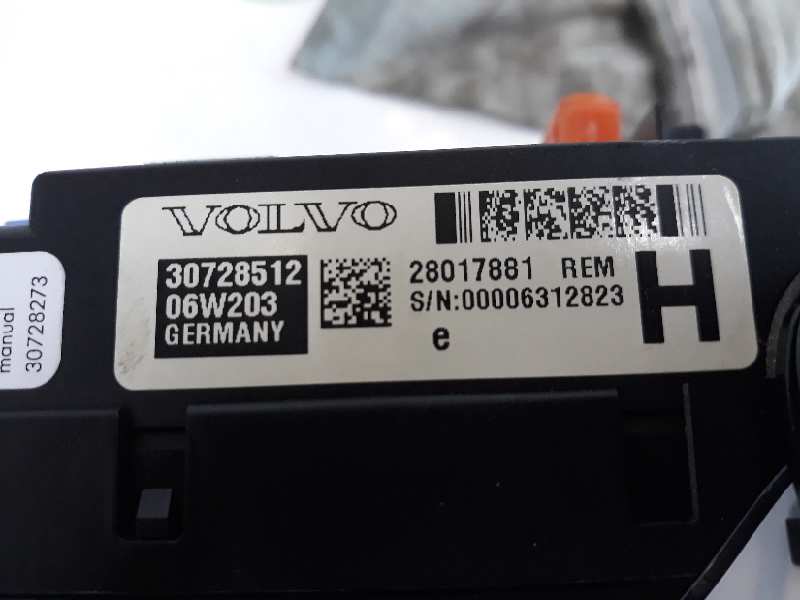 VOLVO
30728512
06W203
GERMANY
28017881 REM
S/N:00006312823
e
H
manual
30728273